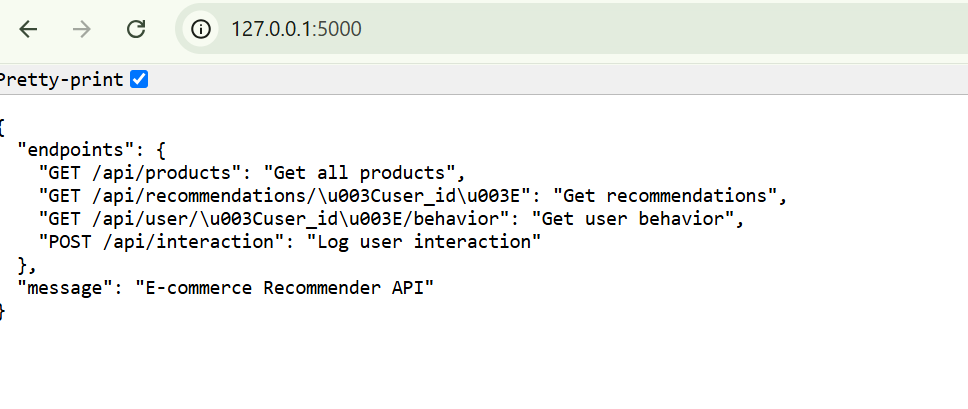 127.0.0.1:5000
Pretty-print
{
"endpoints": {
"GET /api/products": "Get all products",
"GET /api/recommendations/\u003Cuser_id\u003E": "Get recommendations",
"GET /api/user/\u003Cuser_id\u003E/behavior": "Get user behavior",
"POST /api/interaction": "Log user interaction"
},
"message": "E-commerce Recommender API"
}